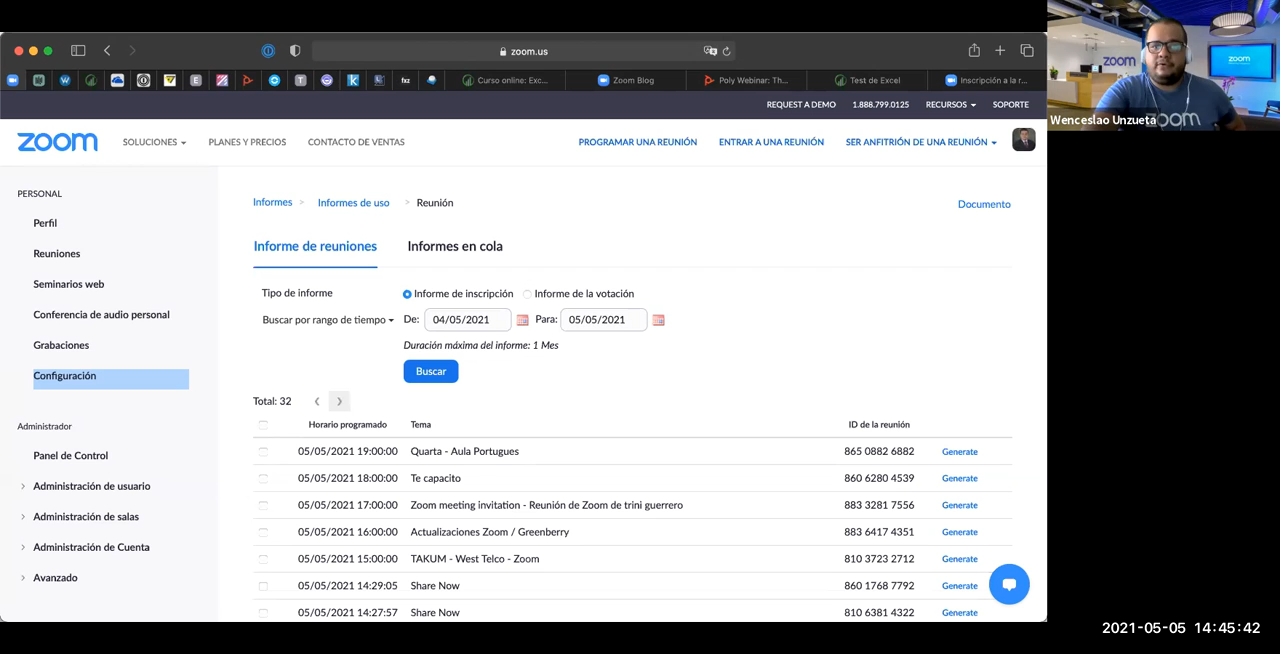 zoom.us
Curso online: Exc...
Zoom Blog
Poly Webinar: Th...
Test de Excel
Inscripción a la r...
REQUEST A DEMO 1.888.799.0125 RECURSOS SOPORTE
zoom SOLUCIONES PLANES Y PRECIOS CONTACTO DE VENTAS PROGRAMAR UNA REUNIÓN ENTRAR A UNA REUNIÓN SER ANFITRIÓN DE UNA REUNIÓN
zoom
zoom
zoom
Wenceslao Unzueta
PERSONAL
Perfil
Reuniones
Seminarios web
Conferencia de audio personal
Grabaciones
Configuración
Administrador
Panel de Control
Administración de usuario
Administración de salas
Administración de Cuenta
Avanzado
Informes > Informes de uso > Reunión
Documento
Informe de reuniones Informes en cola
Tipo de informe Informe de inscripción Informe de la votación
Buscar por rango de tiempo De: 04/05/2021 Para: 05/05/2021
Duración máxima del informe: 1 Mes
Buscar
Total: 32
Horario programado Tema ID de la reunión
05/05/2021 19:00:00 Quarta - Aula Portugues 865 0882 6882 Generate
05/05/2021 18:00:00 Te capacito 860 6280 4539 Generate
05/05/2021 17:00:00 Zoom meeting invitation - Reunión de Zoom de trini guerrero 883 3281 7556 Generate
05/05/2021 16:00:00 Actualizaciones Zoom / Greenberry 883 6417 4351 Generate
05/05/2021 15:00:00 TAKUM - West Telco - Zoom 810 3723 2712 Generate
05/05/2021 14:29:05 Share Now 860 1768 7792 Generate
05/05/2021 14:27:57 Share Now 810 6381 4322 Generate
2021-05-05 14:45:42